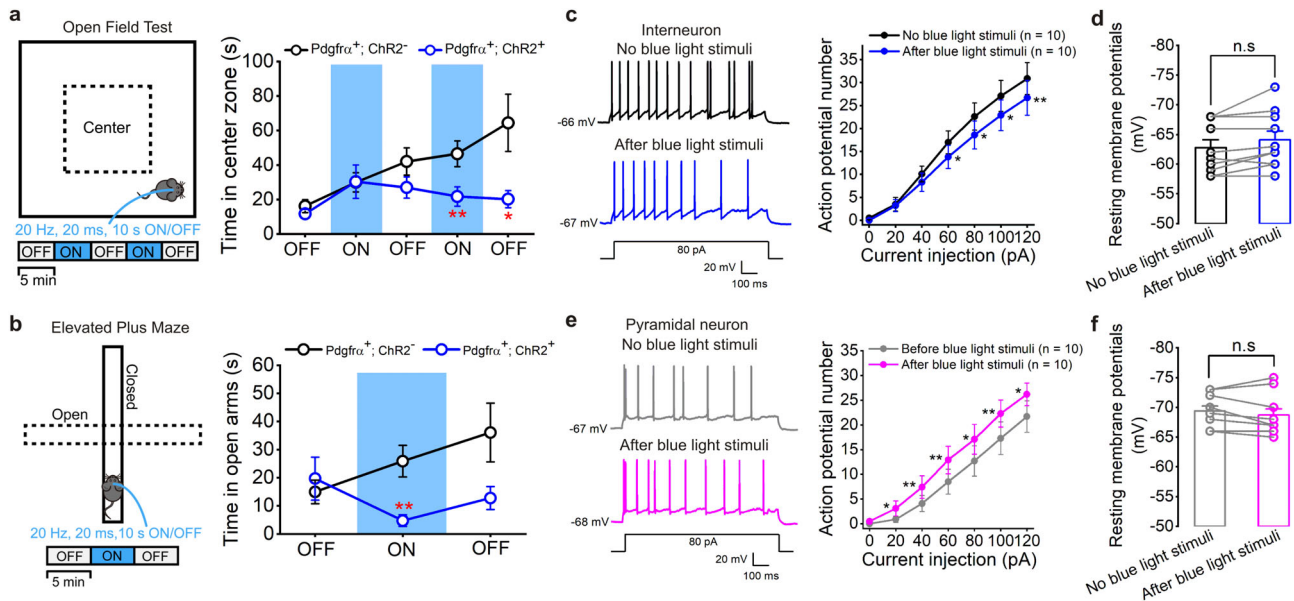 a
Open Field Test
Center
20 Hz, 20 ms, 10 s ON/OFF
OFF ON OFF ON OFF
5 min
Pdgfrα⁺; ChR2⁻ Pdgfrα⁺; ChR2⁺
Time in center zone (s)
100
80
60
40
20
0
** *
OFF ON OFF ON OFF
b
Elevated Plus Maze
Closed
Open
20 Hz, 20 ms,10 s ON/OFF
OFF ON OFF
5 min
Pdgfrα⁺; ChR2⁻ Pdgfrα⁺; ChR2⁺
Time in open arms (s)
60
50
40
30
20
10
0
**
OFF ON OFF
c
Interneuron
No blue light stimuli
-66 mV
After blue light stimuli
-67 mV
80 pA
20 mV
100 ms
No blue light stimuli (n = 10)
After blue light stimuli (n = 10)
Action potential number
35
30
25
20
15
10
5
0
* * * **
0 20 40 60 80 100 120
Current injection (pA)
d
n.s
Resting membrane potentials
(mV)
-80
-75
-70
-65
-60
-55
-50
No blue light stimuli
After blue light stimuli
e
Pyramidal neuron
No blue light stimuli
-67 mV
After blue light stimuli
-68 mV
80 pA
20 mV
100 ms
Before blue light stimuli (n = 10)
After blue light stimuli (n = 10)
Action potential number
35
30
25
20
15
10
5
0
* ** ** * ** *
0 20 40 60 80 100 120
Current injection (pA)
f
n.s
Resting membrane potentials
(mV)
-80
-75
-70
-65
-60
-55
-50
No blue light stimuli
After blue light stimuli